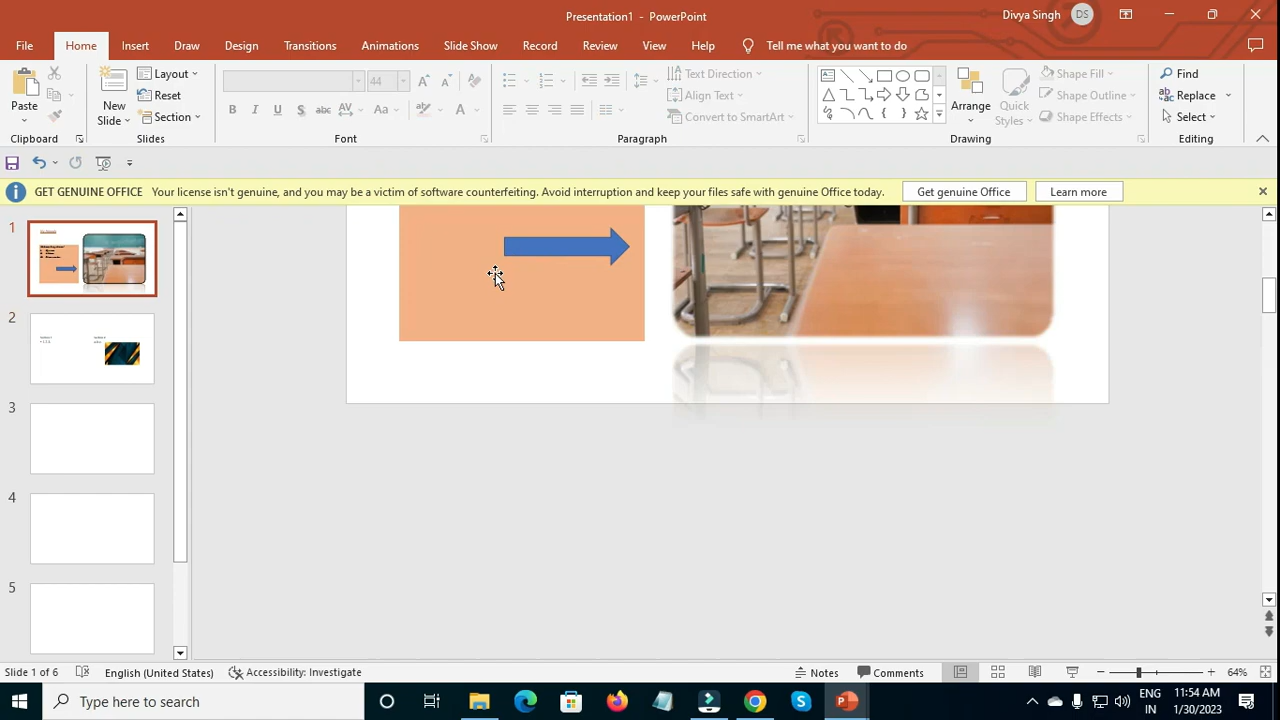 Presentation1 - PowerPoint
Divya Singh DS
File Home Insert Draw Design Transitions Animations Slide Show Record Review View Help Tell me what you want to do
Paste
Clipboard
New
Slide
Layout
Reset
Section
Slides
44
B I U S abc AV Aa A
Font
Text Direction
Align Text
Convert to SmartArt
Paragraph
Arrange
Quick
Styles
Shape Fill
Shape Outline
Shape Effects
Drawing
Find
Replace
Select
Editing
GET GENUINE OFFICE Your license isn't genuine, and you may be a victim of software counterfeiting. Avoid interruption and keep your files safe with genuine Office today. Get genuine Office Learn more
1
2
3
4
5
Slide 1 of 6 English (United States) Accessibility: Investigate Notes Comments 64%
Type here to search
ENG
IN
11:54 AM
1/30/2023